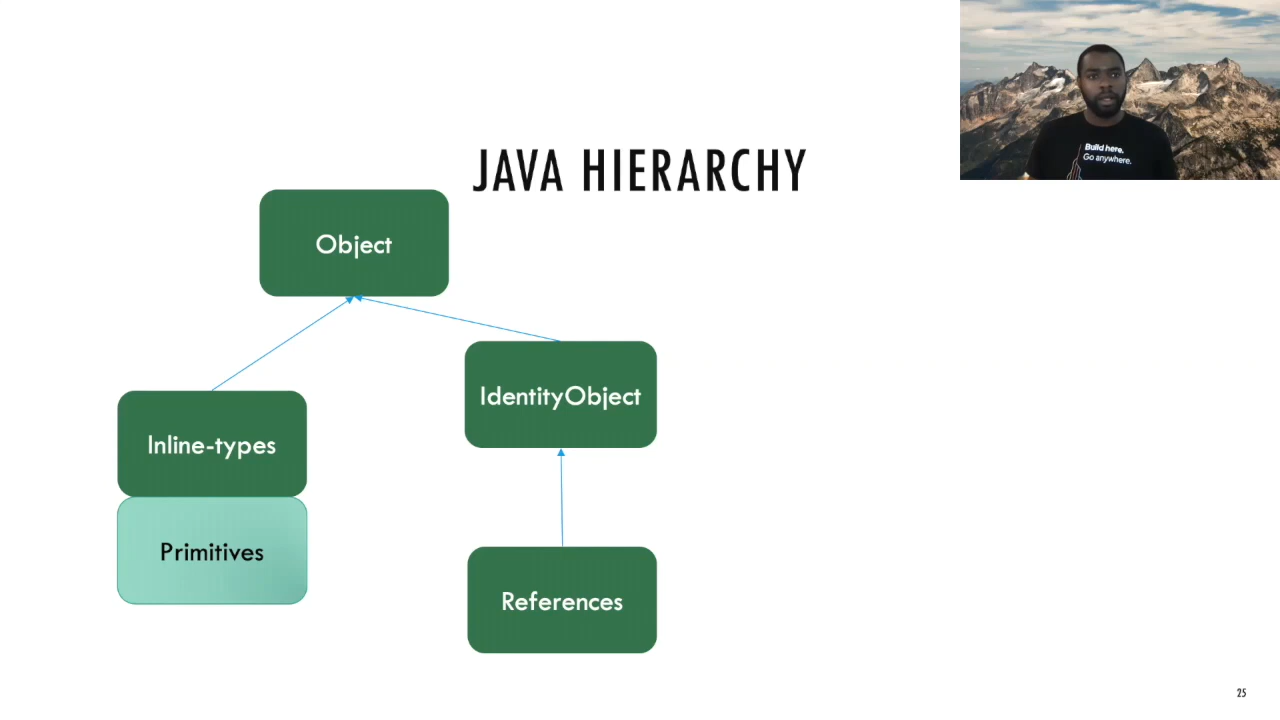 Build here.
Go anywhere.
JAVA HIERARCHY
Object
IdentityObject
Inline-types
Primitives
References
25